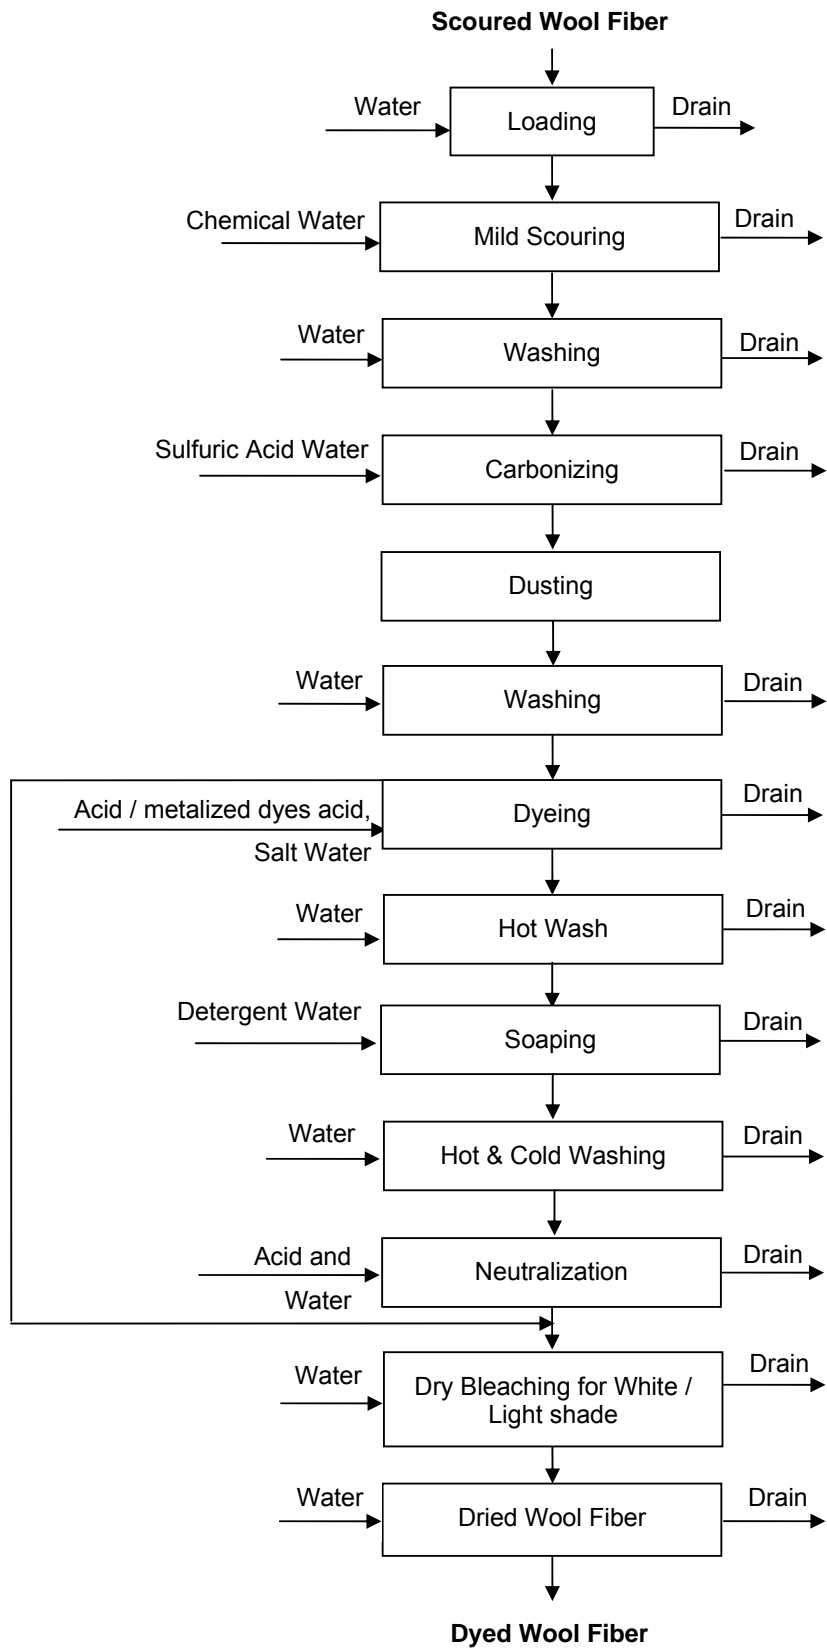 Scoured Wool Fiber
Water
Loading
Drain
Chemical Water
Mild Scouring
Drain
Water
Washing
Drain
Sulfuric Acid Water
Carbonizing
Drain
Dusting
Water
Washing
Drain
Acid / metalized dyes acid,
Salt Water
Dyeing
Drain
Water
Hot Wash
Drain
Detergent Water
Soaping
Drain
Water
Hot & Cold Washing
Drain
Acid and
Water
Neutralization
Drain
Water
Dry Bleaching for White /
Light shade
Drain
Water
Dried Wool Fiber
Drain
Dyed Wool Fiber